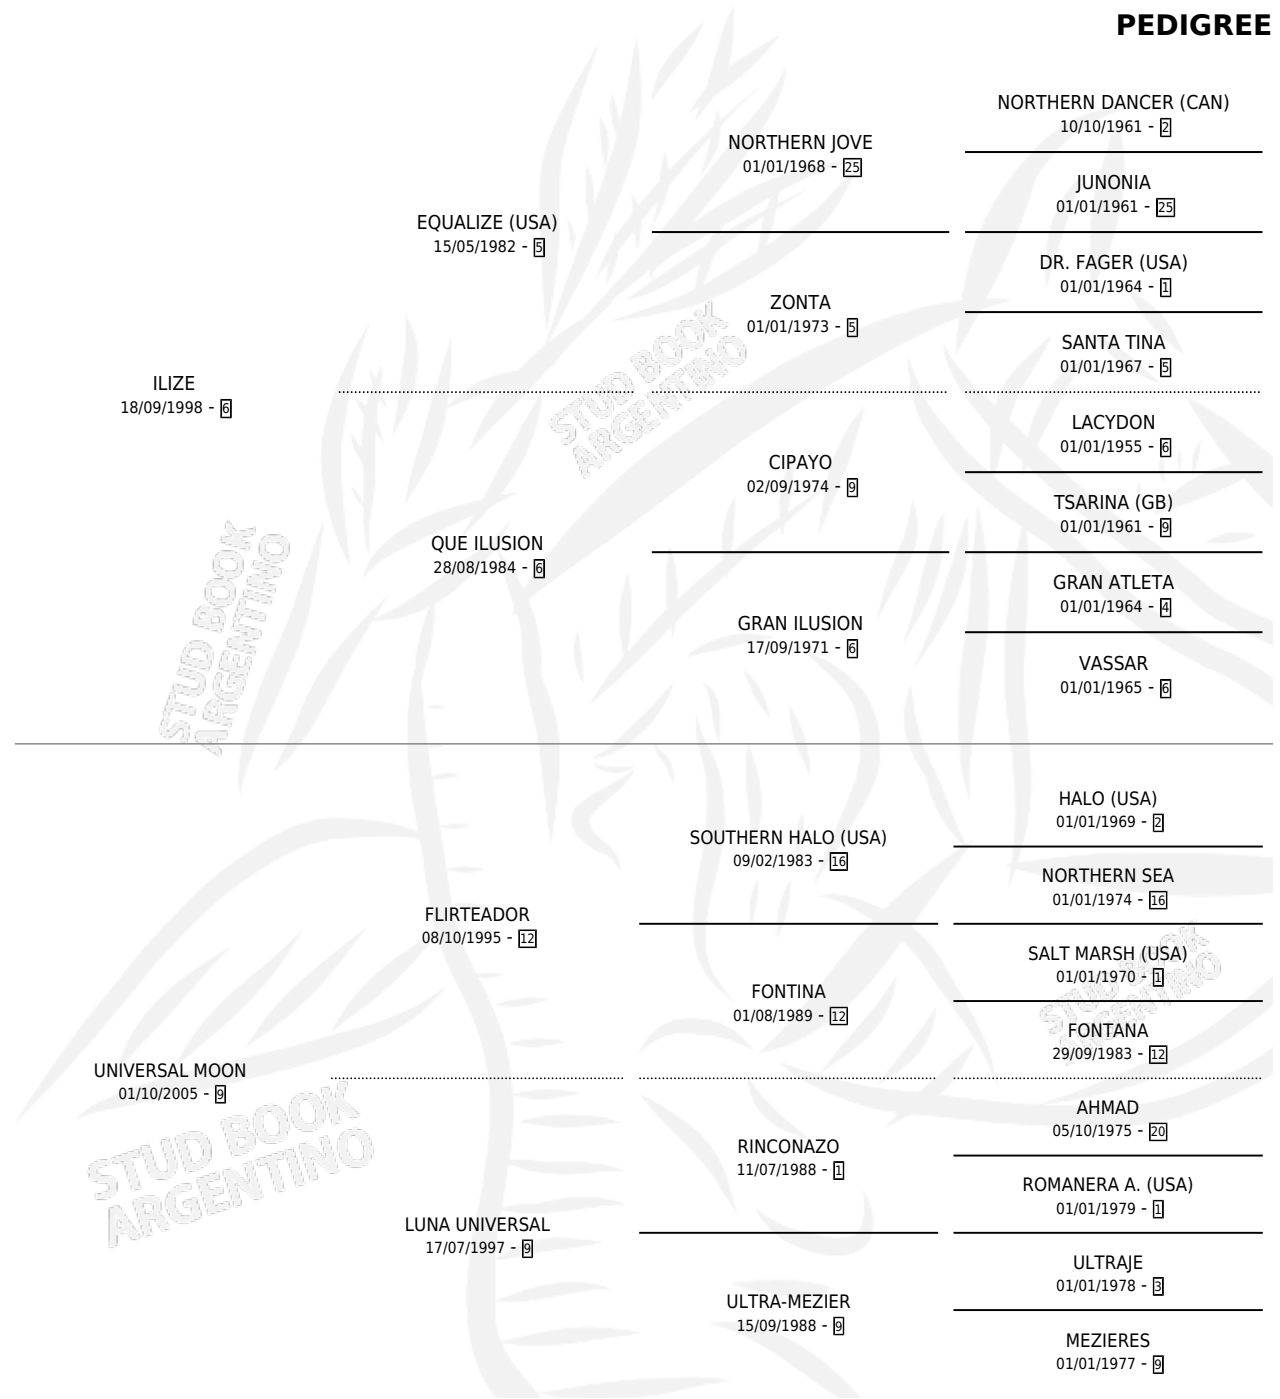 PEDIGREE
NORTHERN DANCER (CAN)
10/10/1961 - 2
NORTHERN JOVE
01/01/1968 - 25
JUNONIA
01/01/1961 - 25
EQUALIZE (USA)
15/05/1982 - 5
DR. FAGER (USA)
01/01/1964 - 1
ZONTA
01/01/1973 - 5
SANTA TINA
01/01/1967 - 5
ILIZE
18/09/1998 - 6
LACYDON
01/01/1955 - 6
CIPAYO
02/09/1974 - 9
TSARINA (GB)
01/01/1961 - 9
QUE ILUSION
28/08/1984 - 6
GRAN ATLETA
01/01/1964 - 4
GRAN ILUSION
17/09/1971 - 6
VASSAR
01/01/1965 - 6
HALO (USA)
01/01/1969 - 2
SOUTHERN HALO (USA)
09/02/1983 - 16
NORTHERN SEA
01/01/1974 - 16
FLIRTEADOR
08/10/1995 - 12
SALT MARSH (USA)
01/01/1970 - 1
FONTINA
01/08/1989 - 12
FONTANA
29/09/1983 - 12
UNIVERSAL MOON
01/10/2005 - 9
AHMAD
05/10/1975 - 20
RINCONAZO
11/07/1988 - 1
ROMANERA A. (USA)
01/01/1979 - 1
LUNA UNIVERSAL
17/07/1997 - 9
ULTRAJE
01/01/1978 - 3
ULTRA-MEZIER
15/09/1988 - 9
MEZIERES
01/01/1977 - 9
STUD BOOK
ARGENTINO
STUD BOOK
ARGENTINO
STUD BOOK
ARGENTINO
STUD BOOK
ARGENTINO